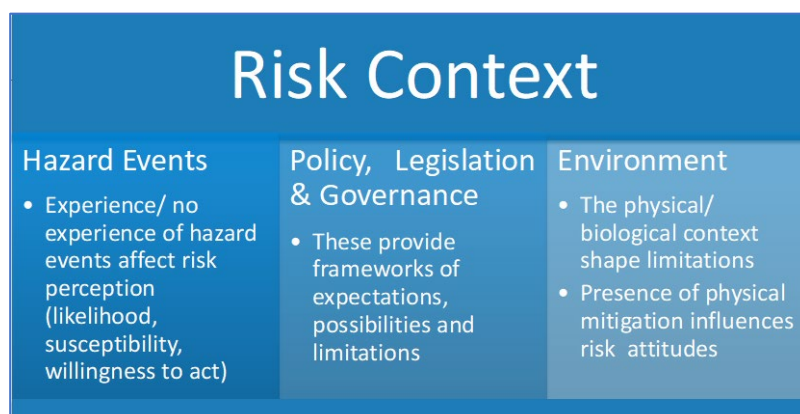 Risk Context
Hazard Events
• Experience/ no
experience of hazard
events affect risk
perception
(likelihood,
susceptibility,
willingness to act)
Policy, Legislation
& Governance
• These provide
frameworks of
expectations,
possibilities and
limitations
Environment
• The physical/
biological context
shape limitations
• Presence of physical
mitigation influences
risk attitudes